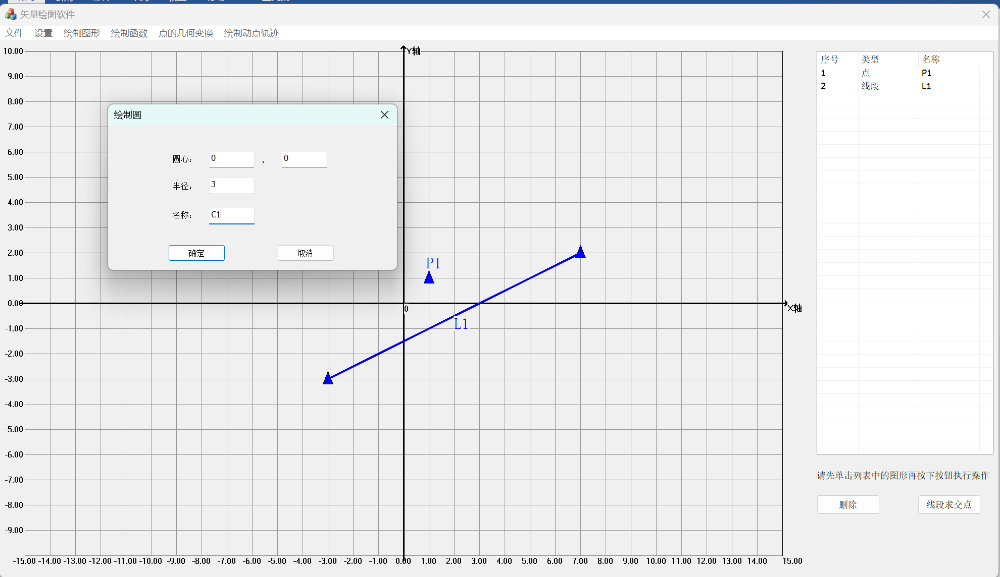 矢量绘图软件
文件 设置 绘制图形 绘制函数 点的几何变换 绘制动点轨迹
10.00
9.00
8.00
7.00
6.00
5.00
4.00
3.00
2.00
1.00
0.00
-1.00
-2.00
-3.00
-4.00
-5.00
-6.00
-7.00
-8.00
-9.00
Y轴
绘制圆
圆心: 0 , 0
半径: 3
名称: C1
确定 取消
P1
0
X轴
L1
-15.00 -14.00 -13.00 -12.00 -11.00 -10.00 -9.00 -8.00 -7.00 -6.00 -5.00 -4.00 -3.00 -2.00 -1.00 0.00 1.00 2.00 3.00 4.00 5.00 6.00 7.00 8.00 9.00 10.00 11.00 12.00 13.00 14.00 15.00
序号 类型 名称
1 点 P1
2 线段 L1
请先单击列表中的图形再按下按钮执行操作
删除 线段求交点